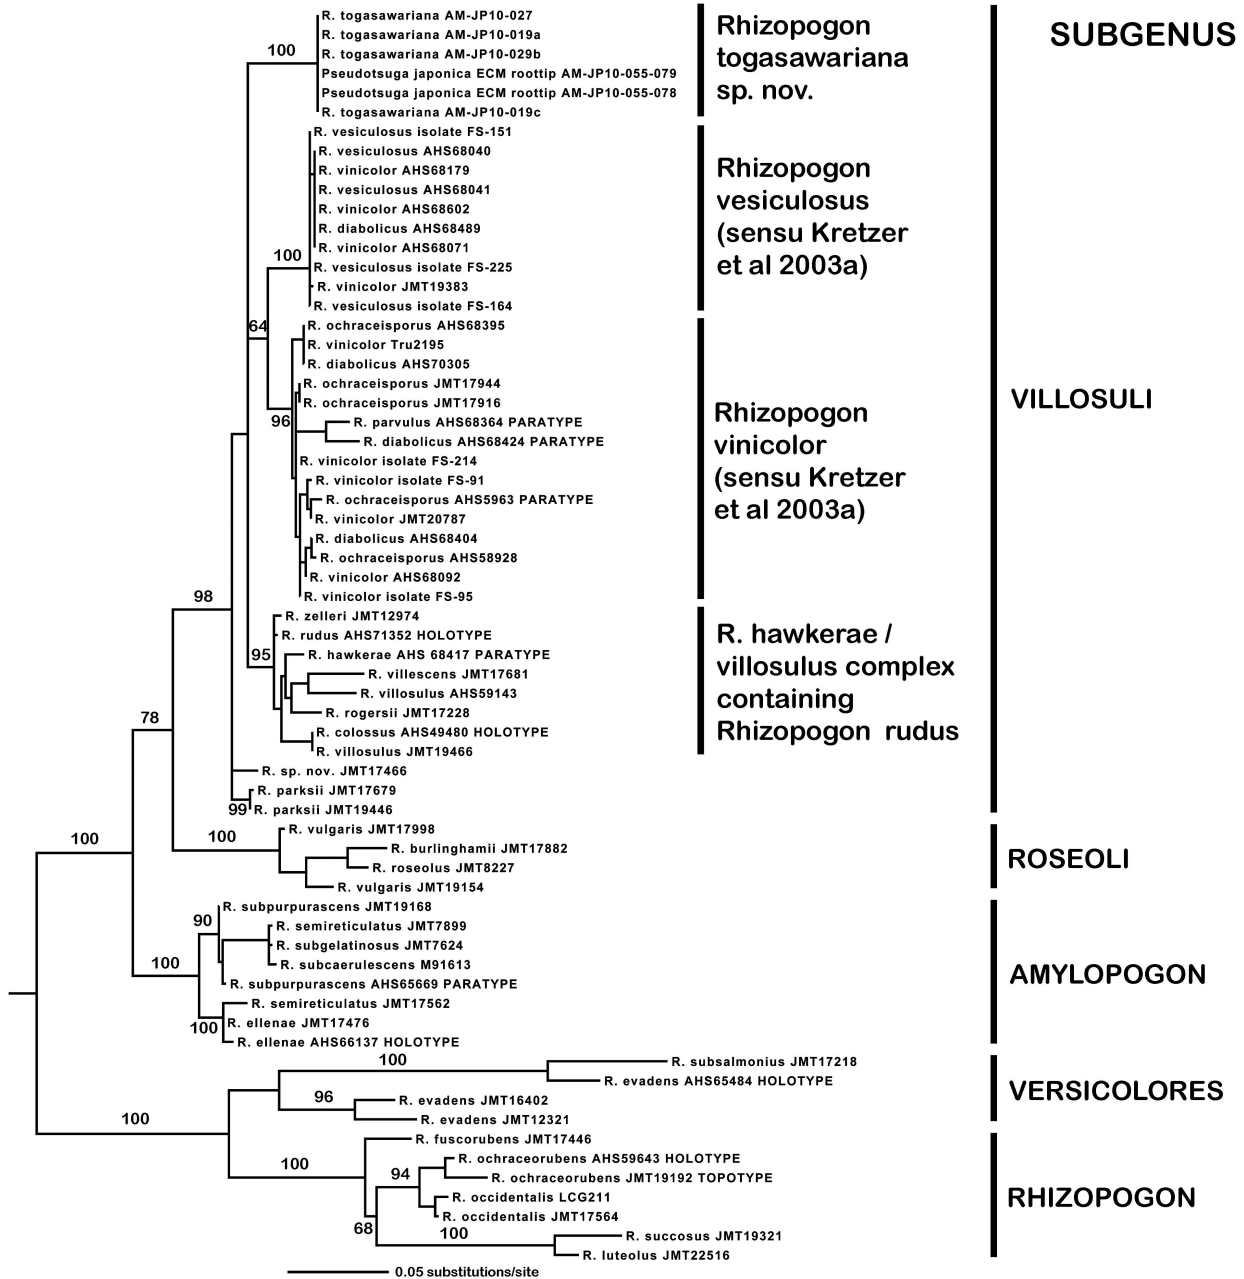 R. togasawariana AM-JP10-027
R. togasawariana AM-JP10-019a
100
R. togasawariana AM-JP10-029b
Pseudotsuga japonica ECM roottip AM-JP10-055-079
Pseudotsuga japonica ECM roottip AM-JP10-055-078
R. togasawariana AM-JP10-019c
Rhizopogon
togasawariana
sp. nov.
SUBGENUS
R. vesiculosus isolate FS-151
R. vesiculosus AHS68040
R. vinicolor AHS68179
R. vesiculosus AHS68041
R. vinicolor AHS68602
R. diabolicus AHS68489
R. vinicolor AHS68071
100
R. vesiculosus isolate FS-225
R. vinicolor JMT19383
R. vesiculosus isolate FS-164
Rhizopogon
vesiculosus
(sensu Kretzer
et al 2003a)
64
R. ochraceisporus AHS68395
R. vinicolor Tru2195
R. diabolicus AHS70305
R. ochraceisporus JMT17944
R. ochraceisporus JMT17916
96
R. parvulus AHS68364 PARATYPE
R. diabolicus AHS68424 PARATYPE
R. vinicolor isolate FS-214
R. vinicolor isolate FS-91
R. ochraceisporus AHS5963 PARATYPE
R. vinicolor JMT20787
R. diabolicus AHS68404
R. ochraceisporus AHS58928
R. vinicolor AHS68092
R. vinicolor isolate FS-95
Rhizopogon
vinicolor
(sensu Kretzer
et al 2003a)
VILLOSULI
98
R. zelleri JMT12974
R. rudus AHS71352 HOLOTYPE
95
R. hawkerae AHS 68417 PARATYPE
R. villescens JMT17681
R. villosulus AHS59143
R. rogersii JMT17228
R. colossus AHS49480 HOLOTYPE
R. villosulus JMT19466
R. hawkerae /
villosulus complex
containing
Rhizopogon rudus
78
R. sp. nov. JMT17466
R. parksii JMT17679
99
R. parksii JMT19446
R. vulgaris JMT17998
100
100
R. burlinghamii JMT17882
R. roseolus JMT8227
R. vulgaris JMT19154
ROSEOLI
R. subpurpurascens JMT19168
90
R. semireticulatus JMT7899
R. subgelatinosus JMT7624
100
R. subcaerulescens M91613
R. subpurpurascens AHS65669 PARATYPE
R. semireticulatus JMT17562
100
R. ellenae JMT17476
R. ellenae AHS66137 HOLOTYPE
AMYLOPOGON
100
R. subsalmonius JMT17218
R. evadens AHS65484 HOLOTYPE
96
R. evadens JMT16402
R. evadens JMT12321
VERSICOLORES
100
R. fuscorubens JMT17446
100
R. ochraceorubens AHS59643 HOLOTYPE
94
R. ochraceorubens JMT19192 TOPOTYPE
R. occidentalis LCG211
R. occidentalis JMT17564
68
100
R. succosus JMT19321
R. luteolus JMT22516
RHIZOPOGON
0.05 substitutions/site